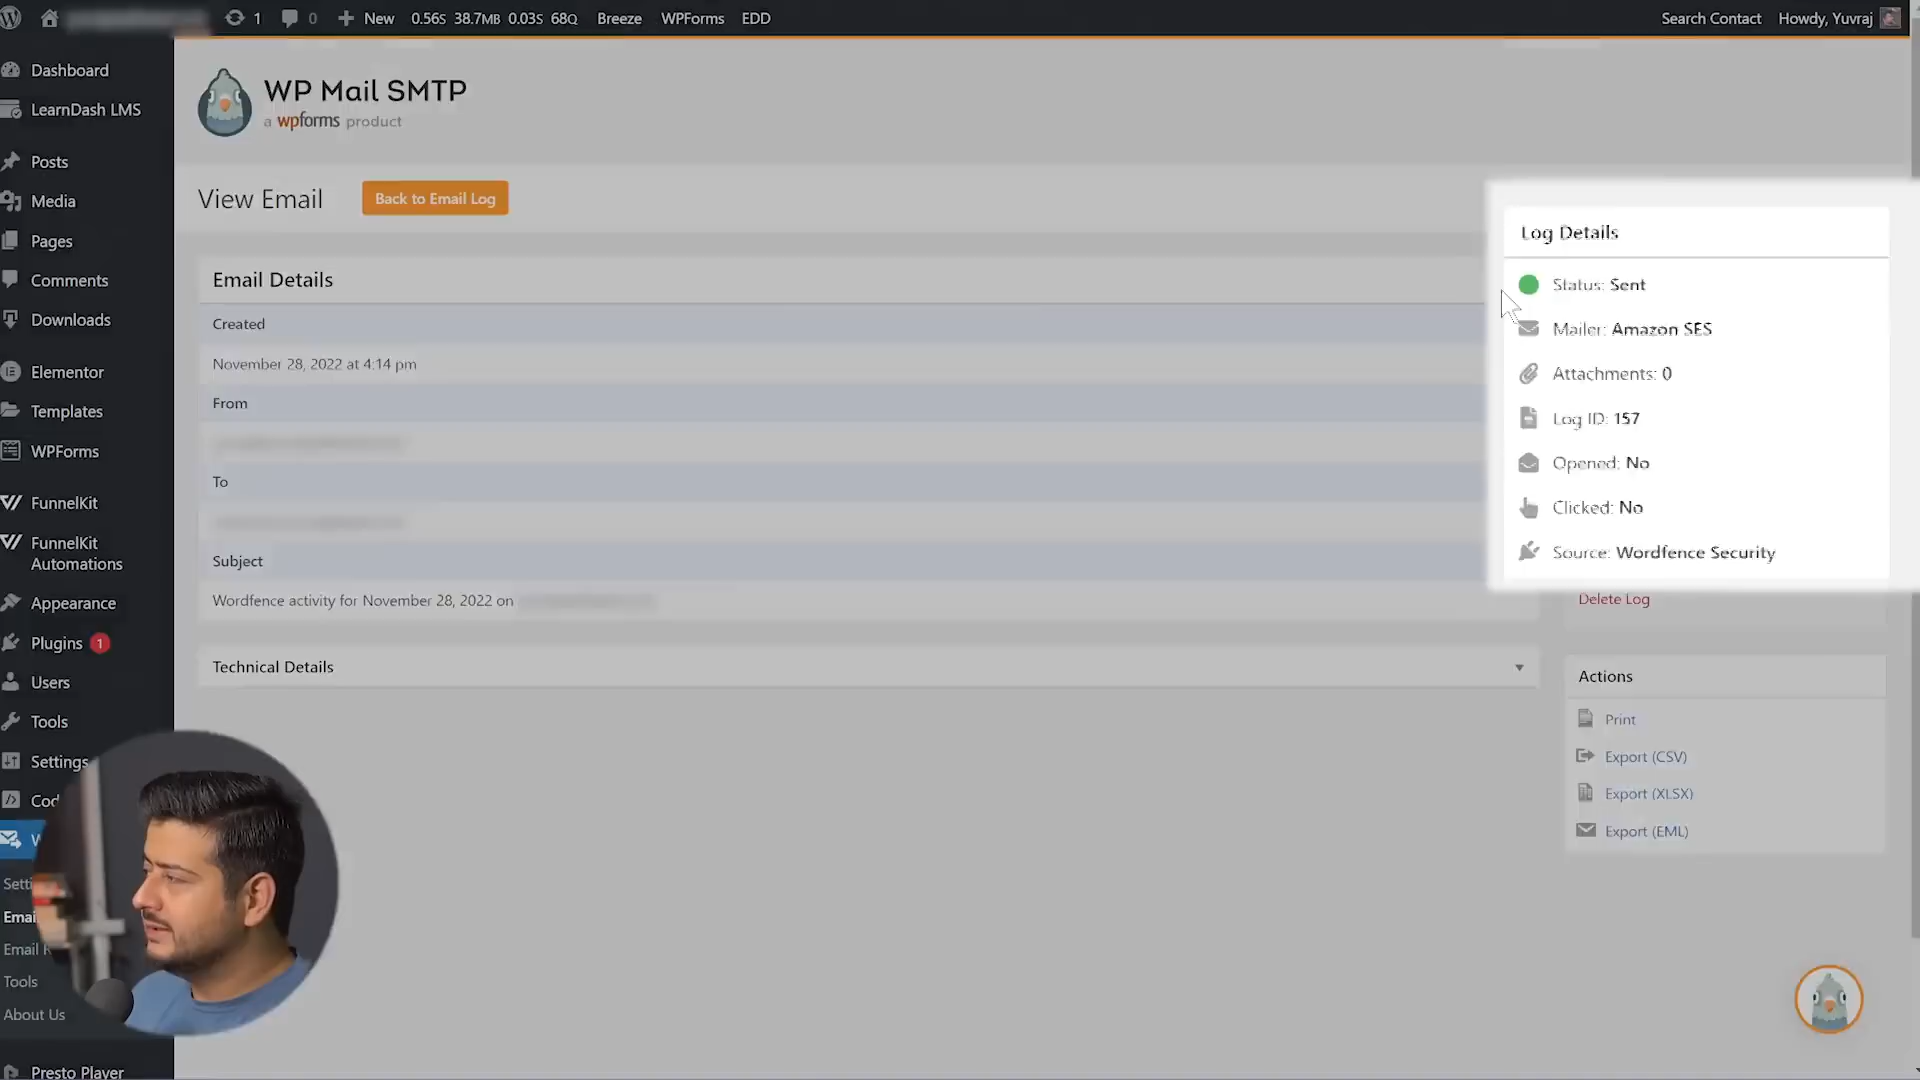 1
0
New
0.56S 38.7MB 0.03S 68Q
Breeze
WPForms
EDD
Search Contact
Howdy, Yuvraj
Dashboard
LearnDash LMS
Posts
Media
Pages
Comments
Downloads
Elementor
Templates
WPForms
FunnelKit
FunnelKit
Automations
Appearance
Plugins 1
Users
Tools
Settings
Tools
About Us
Presto Player
WP Mail SMTP
a wpforms product
View Email
Back to Email Log
Email Details
Created
November 28, 2022 at 4:14 pm
From
To
Subject
Wordfence activity for November 28, 2022 on
Technical Details
Log Details
Status: Sent
Mailer: Amazon SES
Attachments: 0
Log ID: 157
Opened: No
Clicked: No
Source: Wordfence Security
Delete Log
Actions
Print
Export (CSV)
Export (XLSX)
Export (EML)